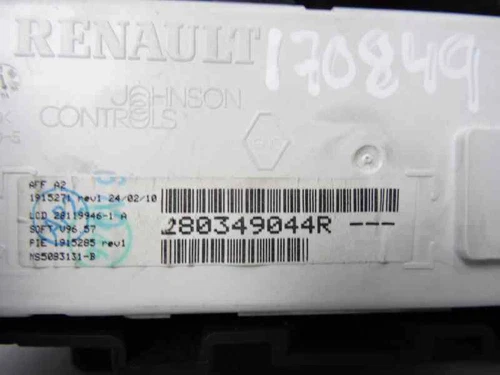 RENAULT
170849
JOHNSON
CONTROLS
AFF A2
1915271 rev1 24/02/10
LCD 28119946-1 A
SOFT V96.57
PIE 1915285 rev1
NS5093131-B
280349044R ---